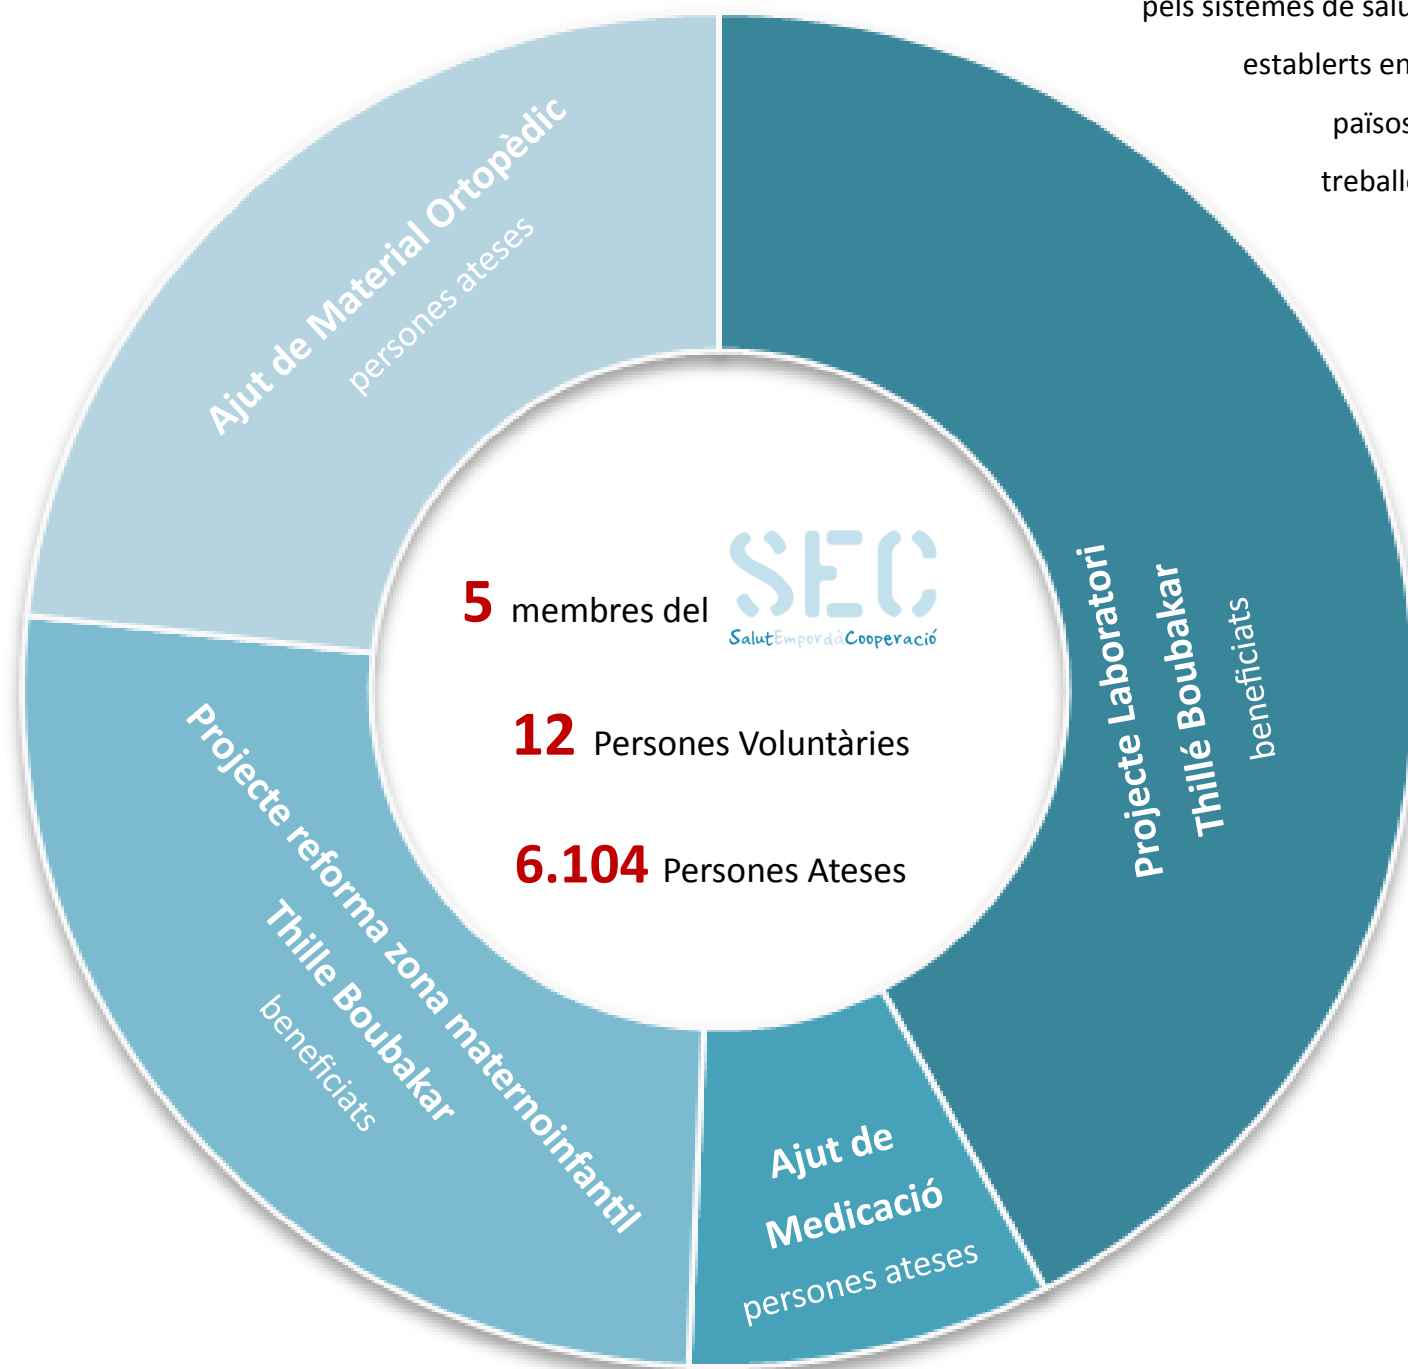 pels sistemes de
establerts en
països
Ajut de Material Ortopèdic
persones ateses
5 membres del
SEC
SalutEmpordàCooperació
12 Persones Voluntàries
6.104 Persones Ateses
Projecte Laboratori
Thillé Boubakar
beneficiats
Projecte reforma zona maternoinfantil
Thille Boubakar
beneficiats
Ajut de
Medicació
persones ateses